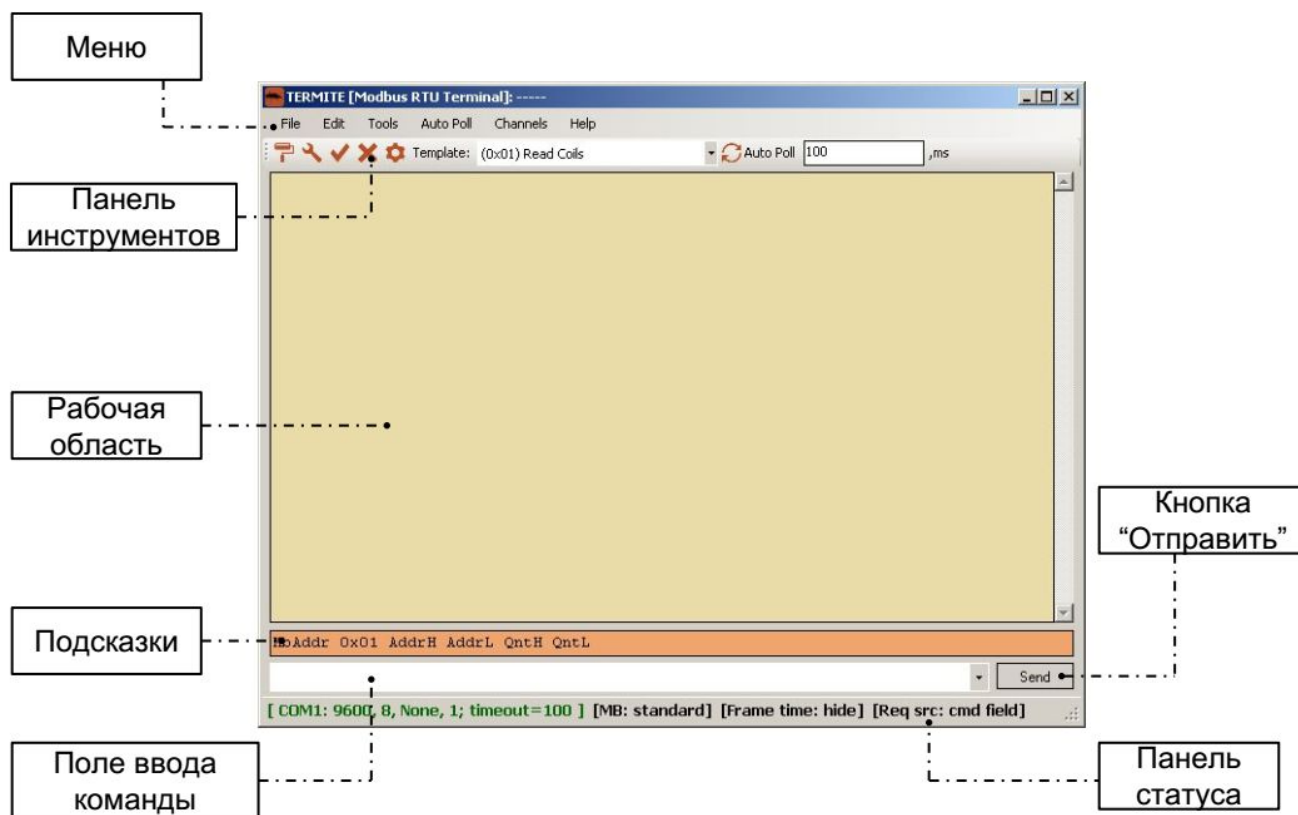 Меню
TERMITE [Modbus RTU Terminal]: -----
File Edit Tools Auto Poll Channels Help
Template: (0x01) Read Coils Auto Poll 100 ,ms
Панель
инструментов
Рабочая
область
Кнопка
“Отправить”
Подсказки
MbAddr 0x01 AddrH AddrL QntH QntL
Send
[ COM1: 9600, 8, None, 1; timeout=100 ] [MB: standard] [Frame time: hide] [Req src: cmd field]
Поле ввода
команды
Панель
статуса